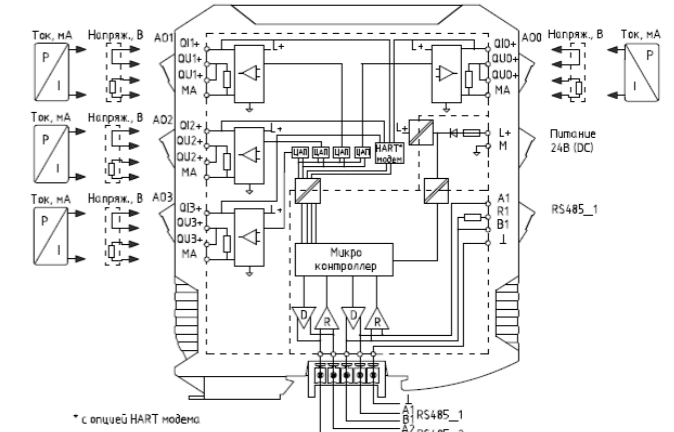 Ток, мА Напряж., В AO1
P
I
QI1+
QU1+
QU1+
MA
L+
AO0 Напряж., В Ток, мА
QI0+
QU0+
QU0+
MA
L+
P
I
Ток, мА Напряж., В AO2
P
I
QI2+
QU2+
QU2+
MA
L+
ЦАП ЦАП ЦАП ЦАП
HART*
модем
L+
L+
M
Питание
24В (DC)
Ток, мА Напряж., В AO3
P
I
QI3+
QU3+
QU3+
MA
L+
A1
R1
B1
⊥
RS485_1
Микро
контроллер
D R D R
⊥
A1
B1
RS485_1
A2
* с опцией HART модема